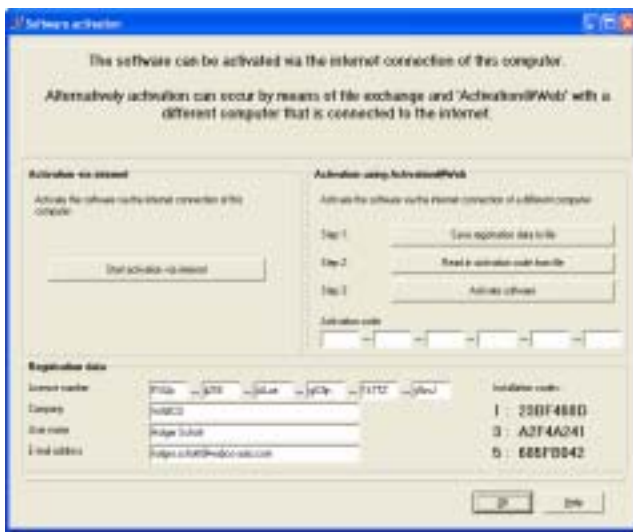 Software activation
The software can be activated via the internet connection of this computer.
Alternatively activation can occur by means of file exchange and 'Activation@Web' with a
different computer that is connected to the internet.
Activation via internet
Activate the software via the internet connection of this
computer
Start activation via internet
Activation using Activation@Web
Activate the software via the internet connection of a different computer
Step 1
Save registration data to file
Step 2
Read in activation code from file
Step 3
Activate software
Activation code
Registration data
Licence number
Company
User name
E-mail address
Installation code:
1 :
3 : A2F4A241
5 :